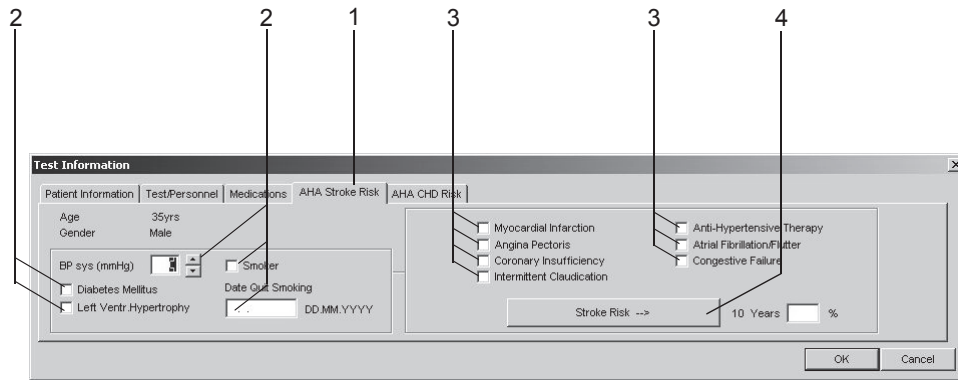 2 2 1 3 3 4
Test Information
Patient Information Test/Personnel Medications AHA Stroke Risk AHA CHD Risk
Age 35yrs
Gender Male
BP sys (mmHg) Smoker
Diabetes Mellitus Date Quit Smoking
Left Ventr.Hypertrophy . . DD.MM.YYYY
Myocardial Infarction Anti-Hypertensive Therapy
Angina Pectoris Atrial Fibrillation/Flutter
Coronary Insufficiency Congestive Failure
Intermittent Claudication
Stroke Risk --> 10 Years %
OK Cancel